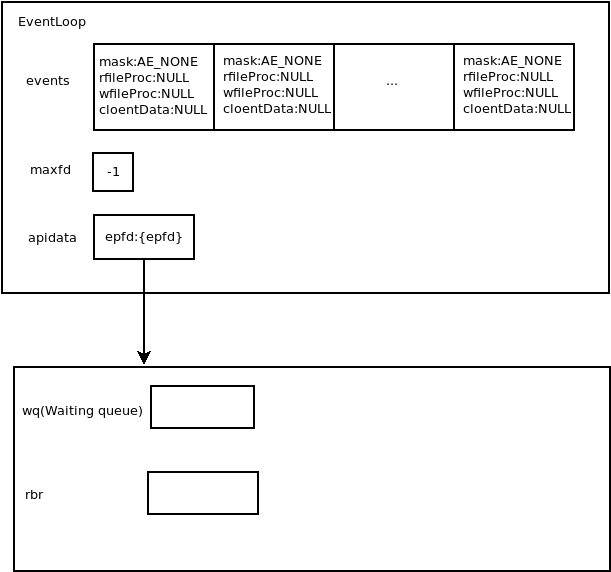 EventLoop
events
mask:AE_NONE
rfileProc:NULL
wfileProc:NULL
cloentData:NULL
mask:AE_NONE
rfileProc:NULL
wfileProc:NULL
cloentData:NULL
...
mask:AE_NONE
rfileProc:NULL
wfileProc:NULL
cloentData:NULL
maxfd
-1
apidata
epfd:{epfd}
wq(Waiting queue)
rbr